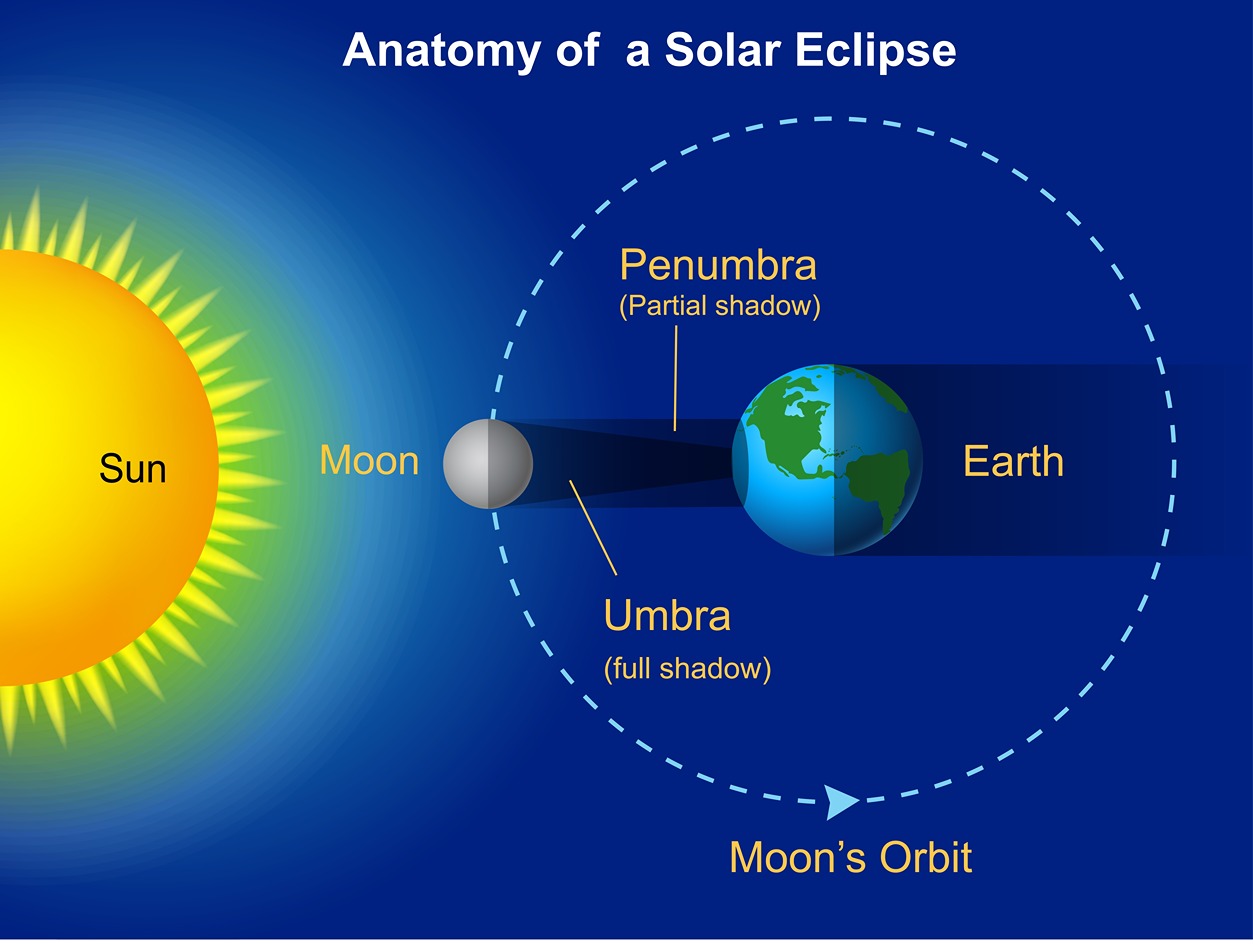 Anatomy of  a Solar Eclipse
Penumbra
(Partial shadow)
Sun
Moon
Earth
Umbra
(full shadow)
Moon’s Orbit